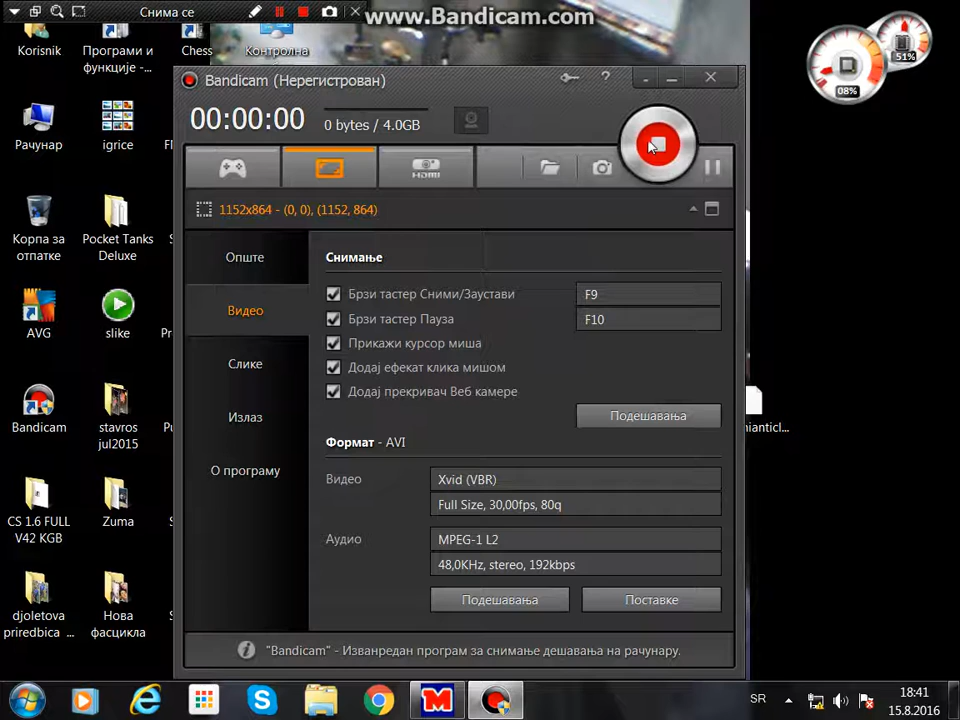 Снима се
www.Bandicam.com
Korisnik
Програми и функције -...
Chess
Контролна
51%
08%
Bandicam (Нерегистрован)
?
00:00:00
0 bytes / 4.0GB
HDMI
1152x864 - (0, 0), (1152, 864)
Рачунар
igrice
Корпа за отпатке
Pocket Tanks Deluxe
AVG
slike
Bandicam
stavros jul2015
CS 1.6 FULL V42 KGB
Zuma
djoletova priredbica ...
Нова фасцикла
Опште
Видео
Слике
Излаз
О програму
Снимање
Брзи тастер Сними/Заустави
F9
Брзи тастер Пауза
F10
Прикажи курсор миша
Додај ефекат клика мишом
Додај прекривач Веб камере
Подешавања
Формат - AVI
Видео
Xvid (VBR)
Full Size, 30,00fps, 80q
Аудио
MPEG-1 L2
48,0KHz, stereo, 192kbps
Подешавања
Поставке
"Bandicam" - Изванредан програм за снимање дешавања на рачунару.
SR
18:41
15.8.2016